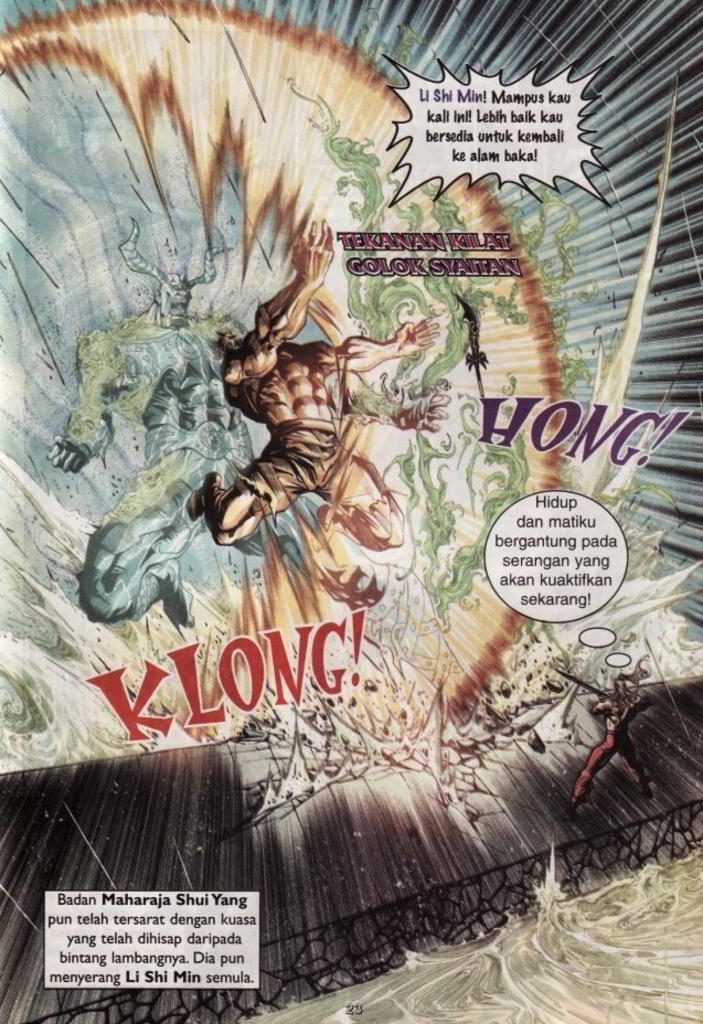 Li Shi Min! Mampus kau
kali ini! Lebih baik kau
bersedia untuk kembali
ke alam baka!
TEKANAN KILAT
GOLOK SYAITAN
HONG!
Hidup
dan matiku
bergantung pada
serangan yang
akan kuaktifkan
sekarang!
KLONG!
Badan Maharaja Shui Yang
pun telah tersarat dengan kuasa
yang telah dihisap daripada
bintang lambangnya. Dia pun
menyerang Li Shi Min semula.
23